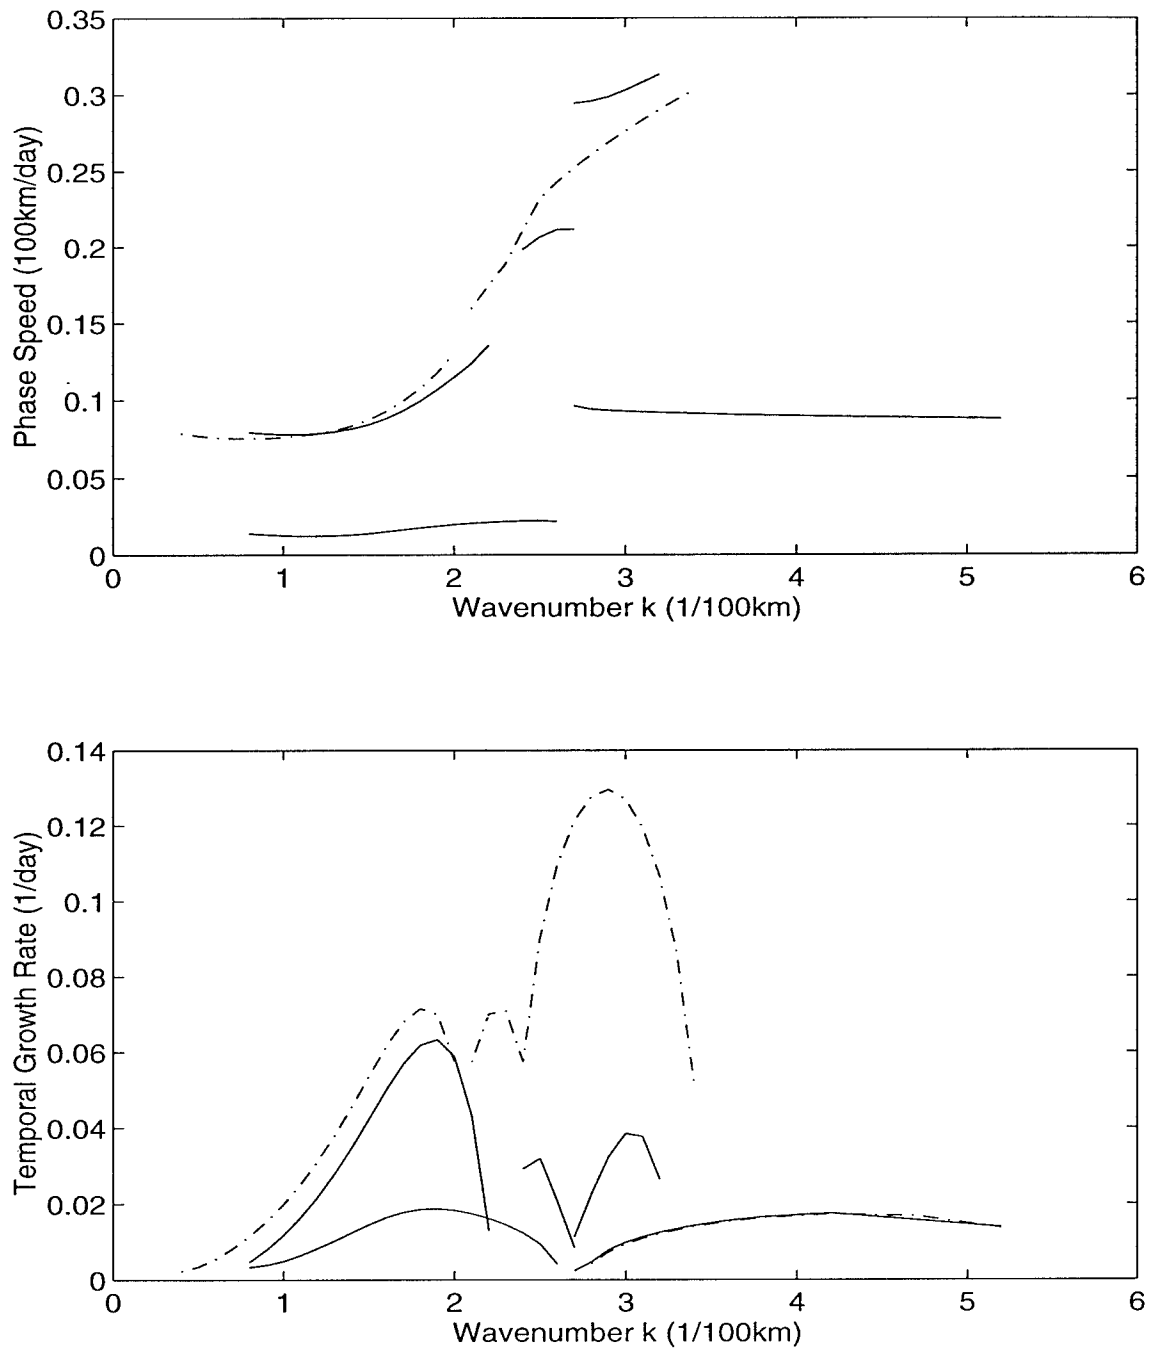 0.35
0.3
0.25
0.2
0.15
0.1
0.05
0
Phase Speed (100km/day)
0 1 2 3 4 5 6
Wavenumber k (1/100km)
0.14
0.12
0.1
0.08
0.06
0.04
0.02
0
Temporal Growth Rate (1/day)
0 1 2 3 4 5 6
Wavenumber k (1/100km)